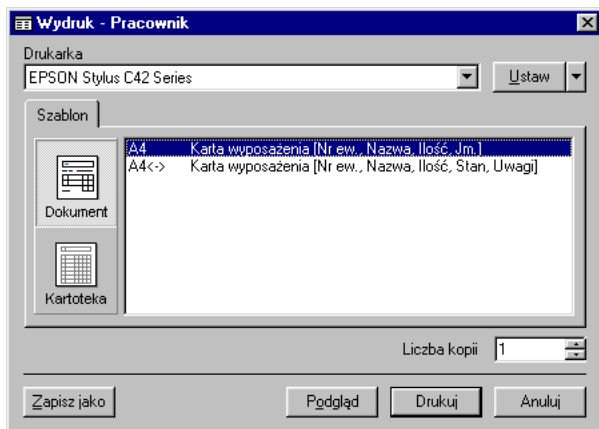 Wydruk - Pracownik
Drukarka
EPSON Stylus C42 Series
Ustaw
Szablon
A4 Karta wyposażenia [Nr ew., Nazwa, Ilość, Jm.]
A4<-> Karta wyposażenia [Nr ew., Nazwa, Ilość, Stan, Uwagi]
Dokument
Kartoteka
Liczba kopii 1
Zapisz jako Podgląd Drukuj Anuluj